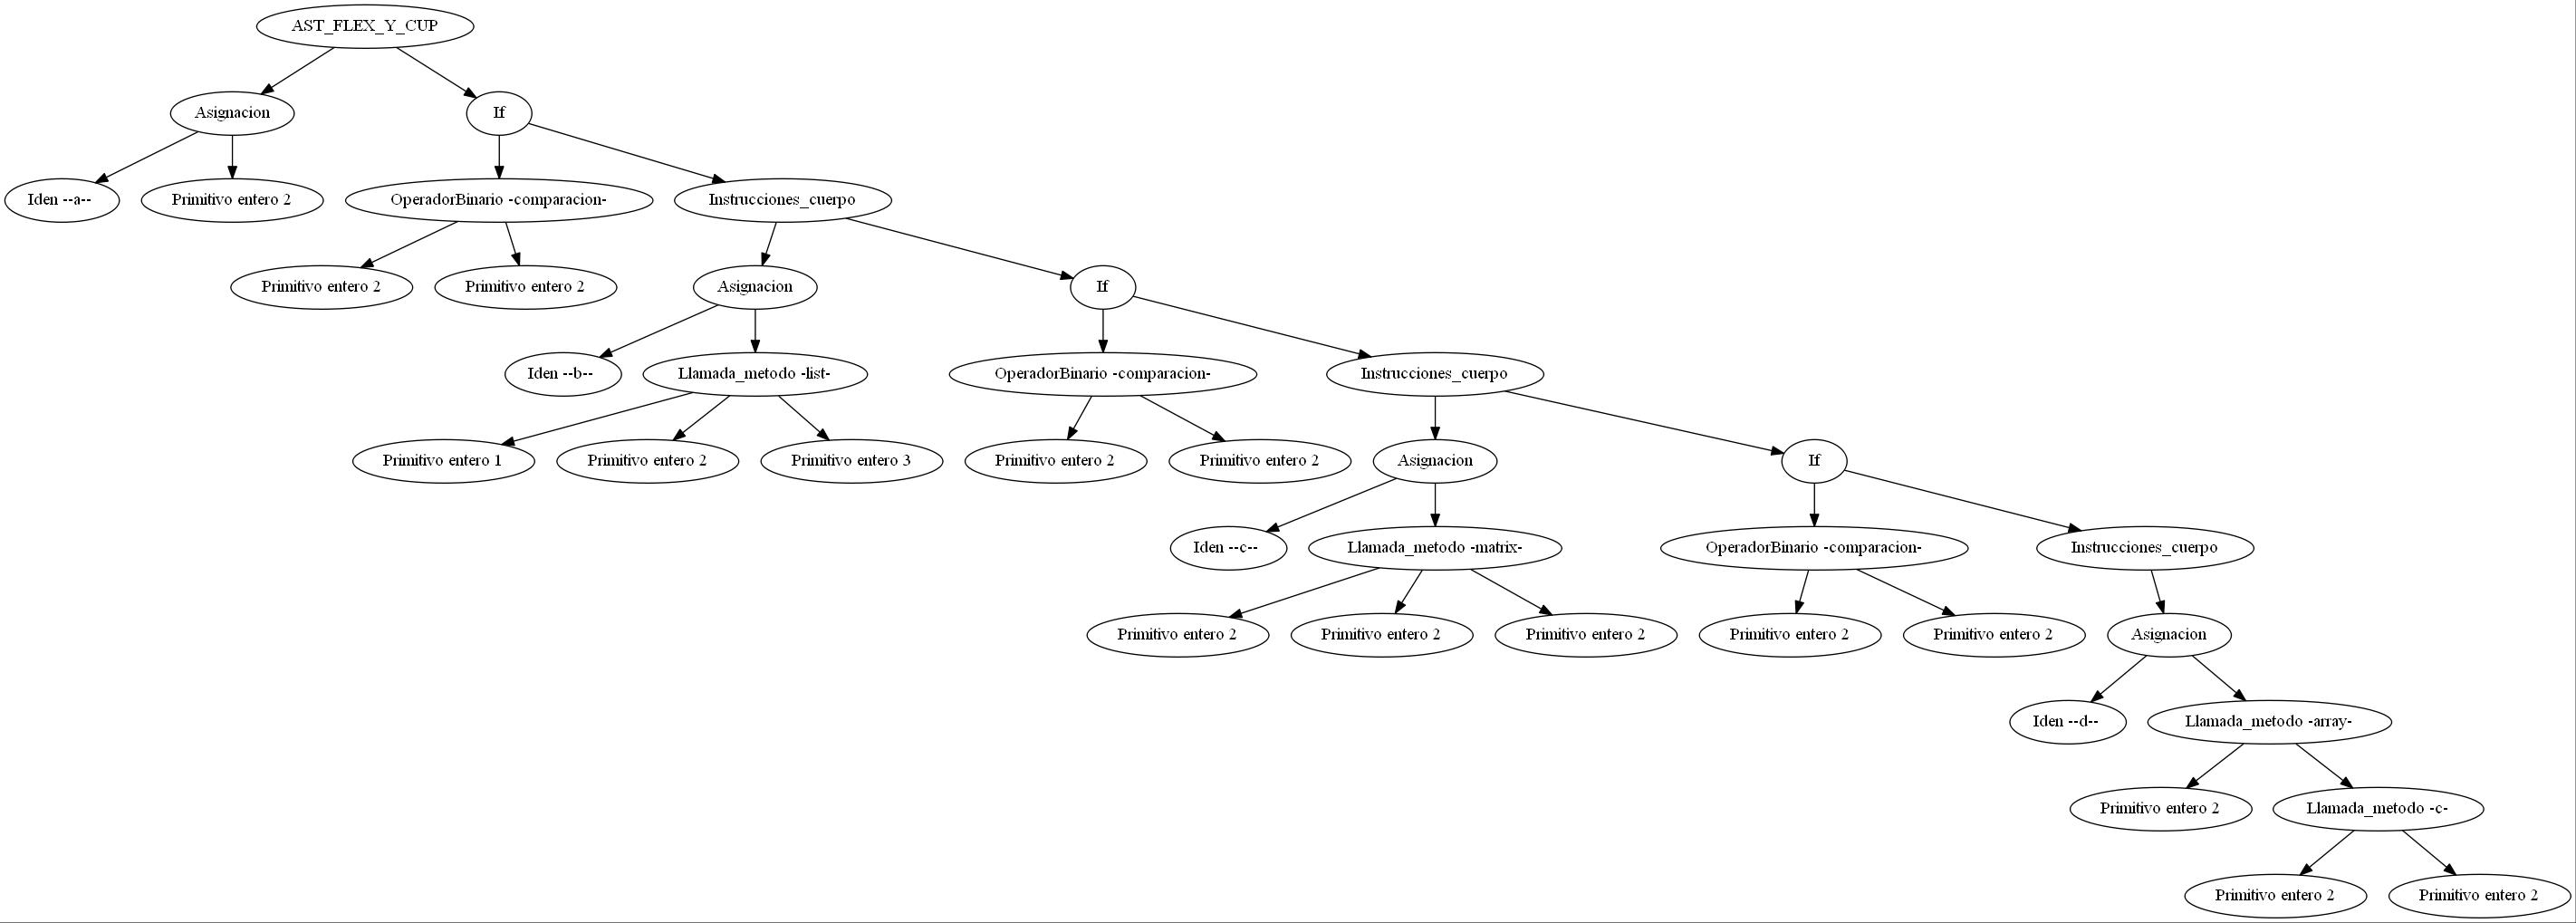 AST_FLEX_Y_CUP
Asignacion
If
Iden --a--
Primitivo entero 2
OperadorBinario -comparacion-
Instrucciones_cuerpo
Primitivo entero 2
Primitivo entero 2
Asignacion
If
Iden --b--
Llamada_metodo -list-
OperadorBinario -comparacion-
Instrucciones_cuerpo
Primitivo entero 1
Primitivo entero 2
Primitivo entero 3
Primitivo entero 2
Primitivo entero 2
Asignacion
If
Iden --c--
Llamada_metodo -matrix-
OperadorBinario -comparacion-
Instrucciones_cuerpo
Primitivo entero 2
Primitivo entero 2
Primitivo entero 2
Primitivo entero 2
Primitivo entero 2
Asignacion
Iden --d--
Llamada_metodo -array-
Primitivo entero 2
Llamada_metodo -c-
Primitivo entero 2
Primitivo entero 2